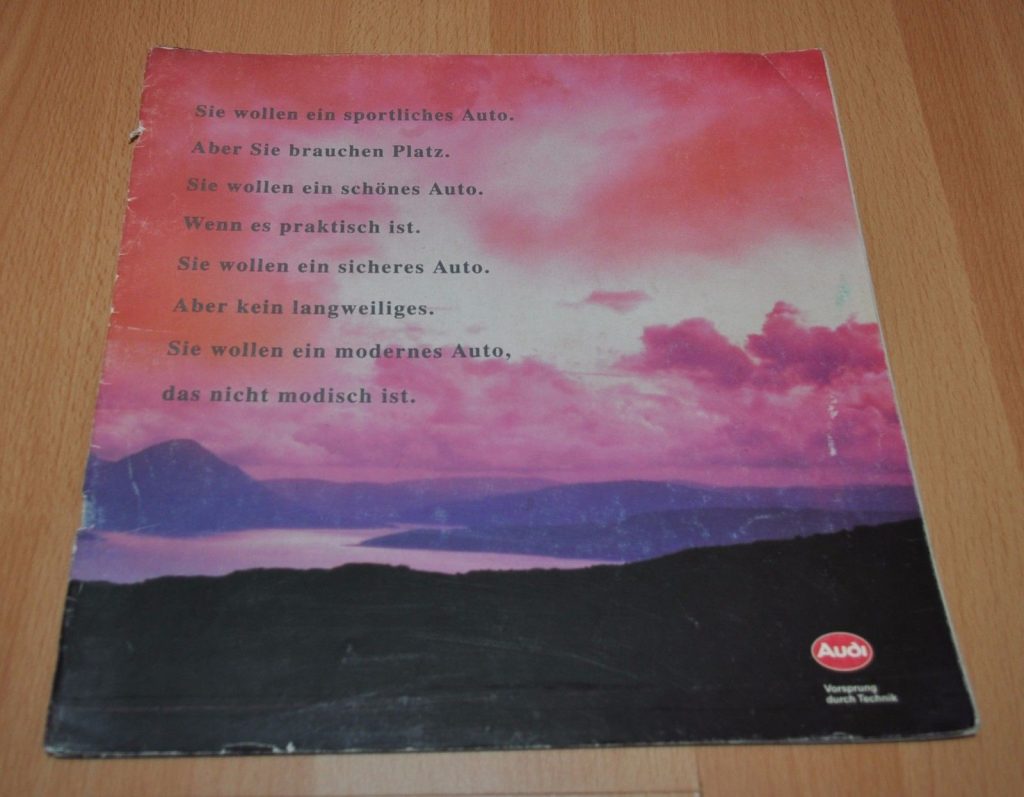 Sie wollen ein sportliches Auto.
Aber Sie brauchen Platz.
Sie wollen ein schönes Auto.
Wenn es praktisch ist.
Sie wollen ein sicheres Auto.
Aber kein langweiliges.
Sie wollen ein modernes Auto,
das nicht modisch ist.
Audi
Vorsprung
durch Technik